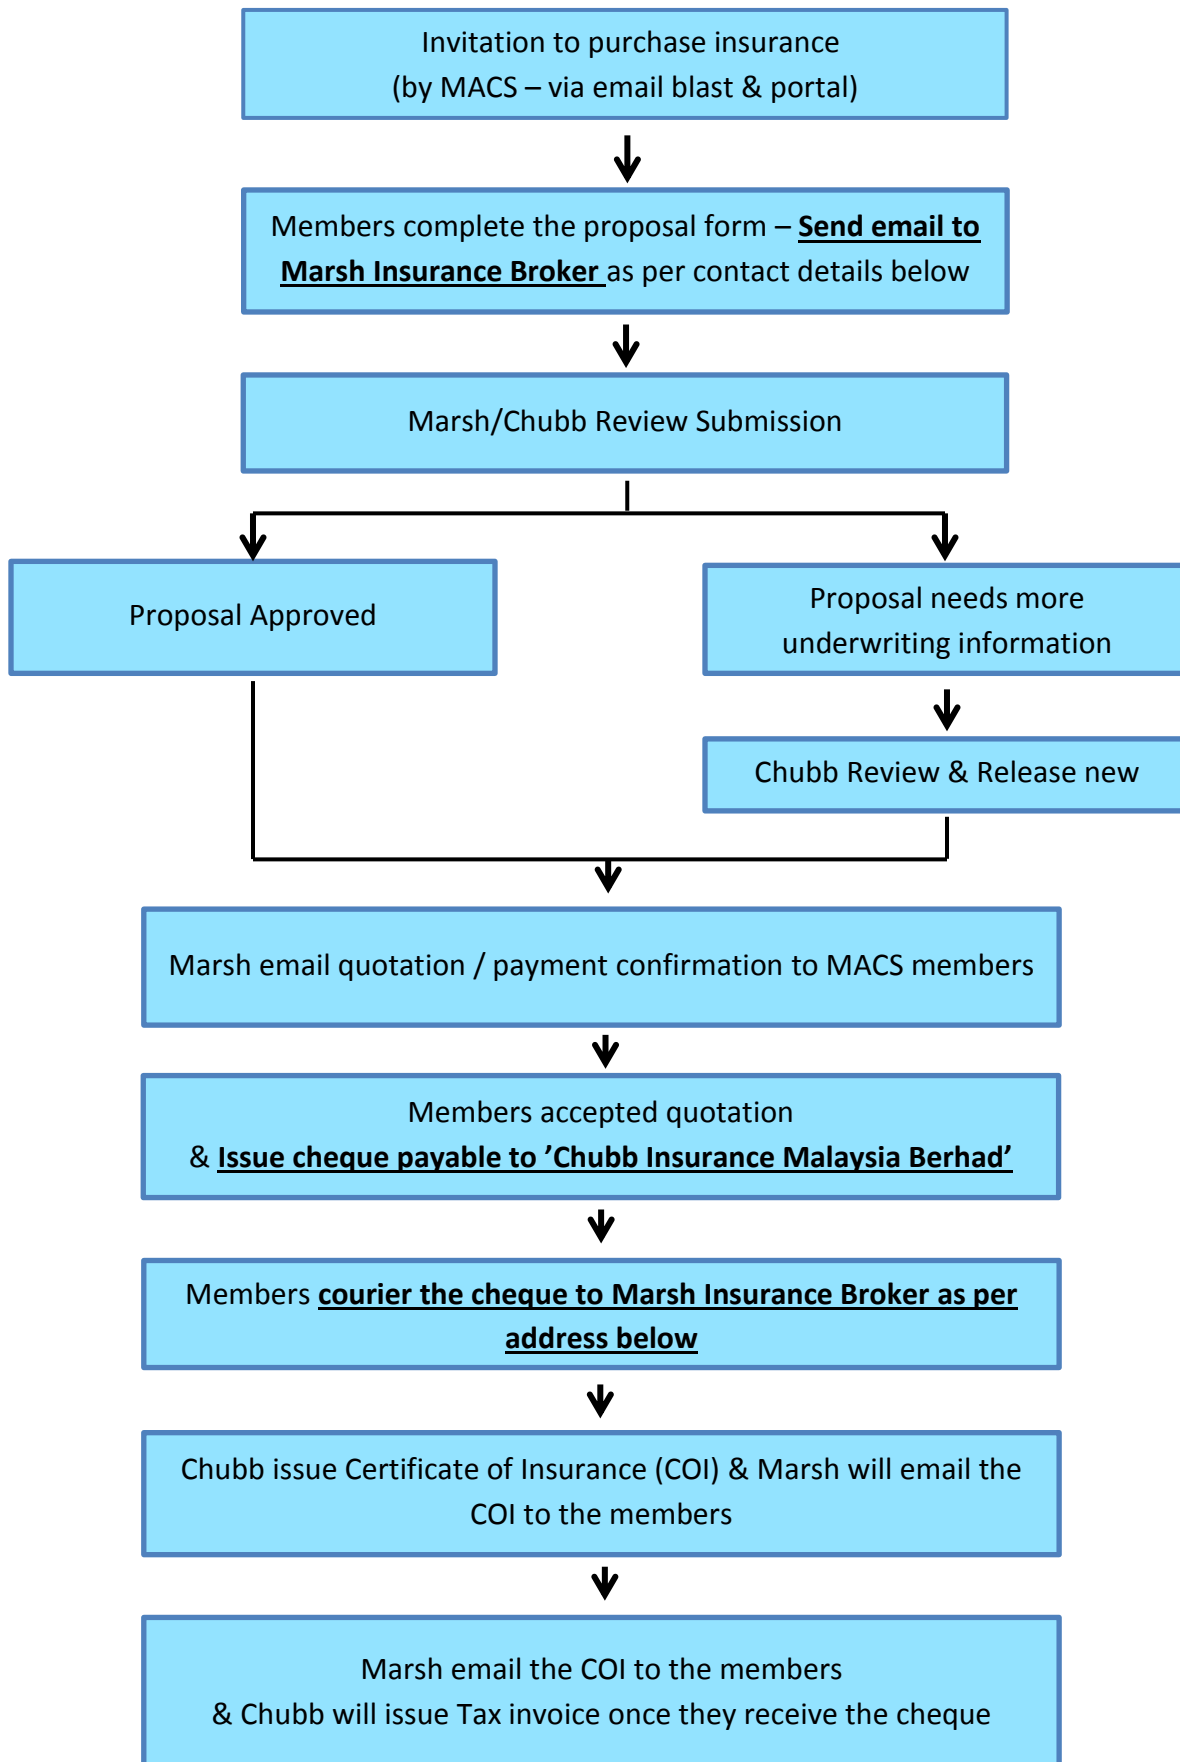 Invitation to purchase insurance
(by MACS – via email blast & portal)
Members complete the proposal form – Send email to
Marsh Insurance Broker as per contact details below
Marsh/Chubb Review Submission
Proposal Approved
Proposal needs more
underwriting information
Chubb Review & Release new
Marsh email quotation / payment confirmation to MACS members
Members accepted quotation
& Issue cheque payable to ’Chubb Insurance Malaysia Berhad’
Members courier the cheque to Marsh Insurance Broker as per
address below
Chubb issue Certificate of Insurance (COI) & Marsh will email the
COI to the members
Marsh email the COI to the members
& Chubb will issue Tax invoice once they receive the cheque